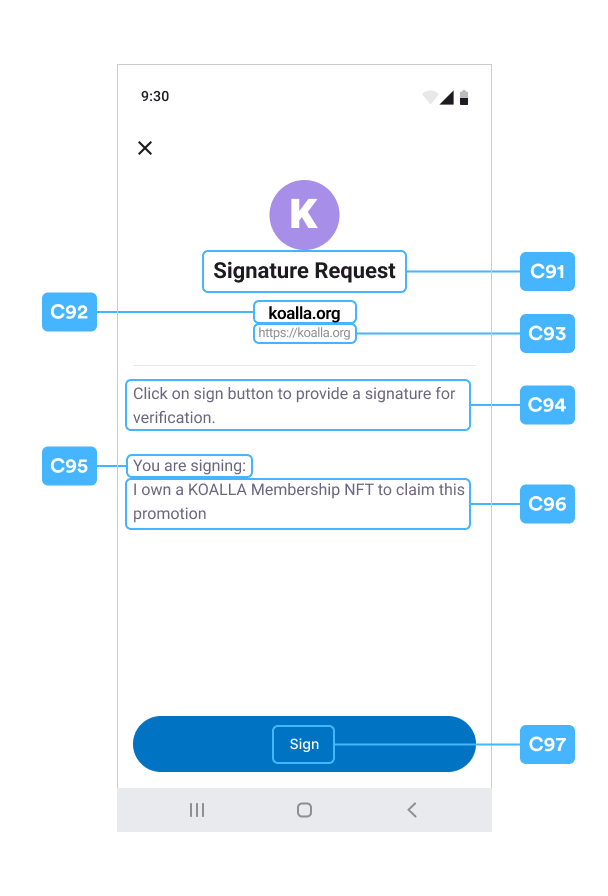 9:30
K
Signature Request
C91
C92
koalla.org
https://koalla.org
C93
Click on sign button to provide a signature for
verification.
C94
C95
You are signing:
I own a KOALLA Membership NFT to claim this
promotion
C96
Sign
C97